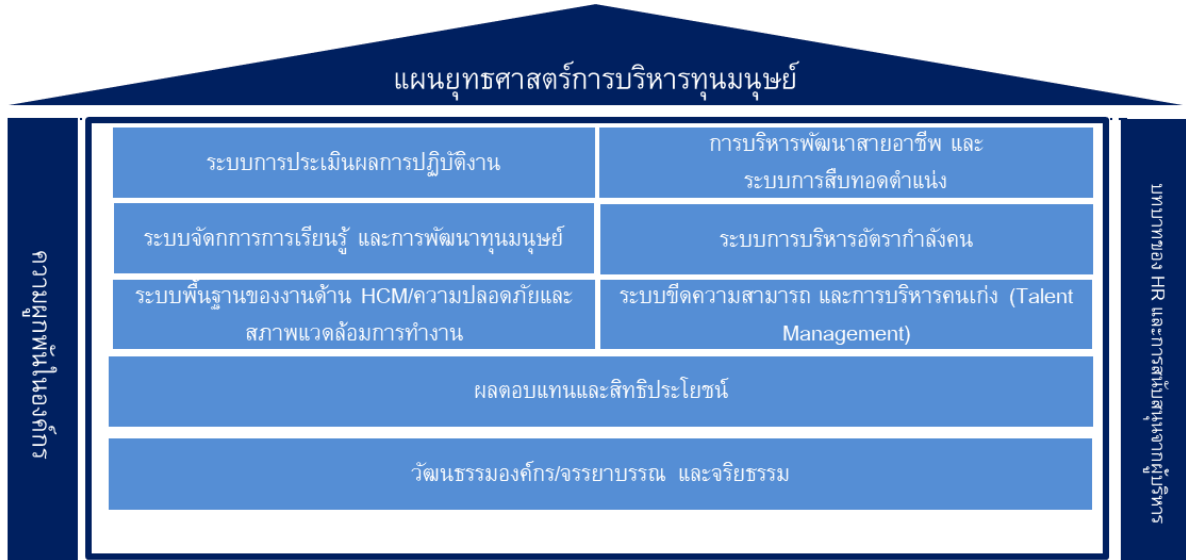 แผนยุทธศาสตร์การบริหารทุนมนุษย์
ความผูกพันในองค์กร
ระบบการประเมินผลการปฏิบัติงาน
การบริหารพัฒนาสายอาชีพ และ
ระบบการสืบทอดตำแน่ง
ระบบจัดกการการเรียนรู้ และการพัฒนาทุนมนุษย์
ระบบการบริหารอัตรากำลังคน
ระบบพื้นฐานของงานด้าน HCM/ความปลอดภัยและ
สภาพแวดล้อมการทำงาน
ระบบขีดความสามารถ และการบริหารคนเก่ง (Talent
Management)
ผลตอบแทนและสิทธิประโยชน์
วัฒนธรรมองค์กร/จรรยาบรรณ และจริยธรรม
บทบาทของ HR และการสนับสนุนจากผู้บริหาร